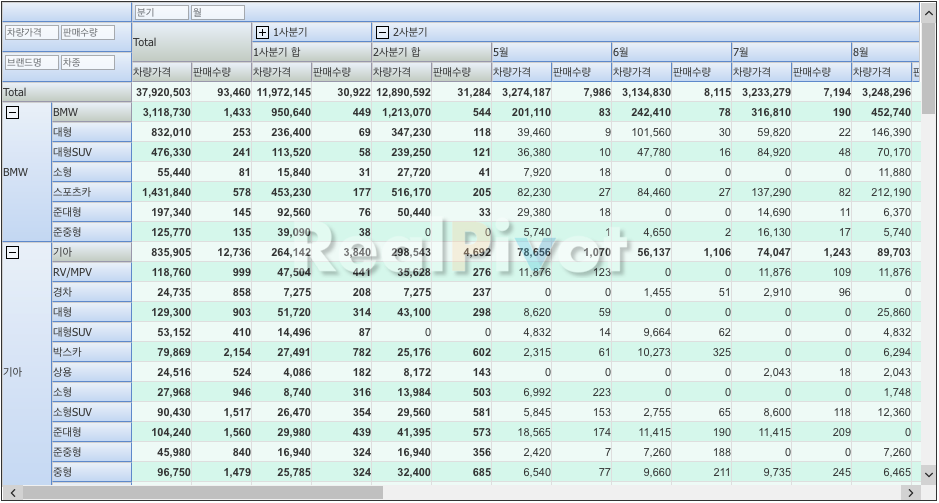 분기 월
차량가격 판매수량
브랜드명 차종
Total 1사분기 2사분기
1사분기 합 2사분기 합 5월 6월 7월 8월
차량가격 판매수량 차량가격 판매수량 차량가격 판매수량 차량가격 판매수량 차량가격 판매수량 차량가격 판매수량 차량가격
Total 37,920,503 93,460 11,972,145 30,922 12,890,592 31,284 3,274,187 7,986 3,134,830 8,115 3,233,279 7,194 3,248,296
BMW 3,118,730 1,433 950,640 449 1,213,070 544 201,110 83 242,410 78 316,810 190 452,740
대형 832,010 253 236,400 69 347,230 118 39,460 9 101,560 30 59,820 22 146,390
대형SUV 476,330 241 113,520 58 239,250 121 36,380 10 47,780 16 84,920 48 70,170
BMW 소형 55,440 81 15,840 31 27,720 41 7,920 18 0 0 0 0 11,880
스포츠카 1,431,840 578 453,230 177 516,170 205 82,230 27 84,460 27 137,290 82 212,190
준대형 197,340 145 92,560 76 50,440 33 29,380 18 0 0 14,690 11 6,370
준중형 125,770 135 39,090 38 0 0 5,740 1 4,650 2 16,130 17 5,740
기아 835,905 12,736 264,142 3,840 298,543 4,692 78,656 1,070 56,137 1,106 74,047 1,243 89,703
RV/MPV 118,760 999 47,504 441 35,628 276 11,876 123 0 0 11,876 109 11,876
경차 24,735 858 7,275 208 7,275 237 0 0 1,455 51 2,910 96 0
대형 129,300 903 51,720 314 43,100 298 8,620 59 0 0 0 0 25,860
대형SUV 53,152 410 14,496 87 0 0 4,832 14 9,664 62 0 0 4,832
박스카 79,869 2,154 27,491 782 25,176 602 2,315 61 10,273 325 0 0 6,294
기아 상용 24,516 524 4,086 182 8,172 143 0 0 0 0 2,043 18 2,043
소형 27,968 946 8,740 316 13,984 503 6,992 223 0 0 0 0 1,748
소형SUV 90,430 1,517 26,470 354 29,560 581 5,845 153 2,755 65 8,600 118 12,360
준대형 104,240 1,560 29,980 439 41,395 573 18,565 174 11,415 190 11,415 209 0
준중형 45,980 840 16,940 324 16,940 356 2,420 7 7,260 188 0 0 7,260
중형 96,750 1,479 25,785 324 32,400 685 6,540 77 9,660 211 9,735 245 6,465
RealPivot